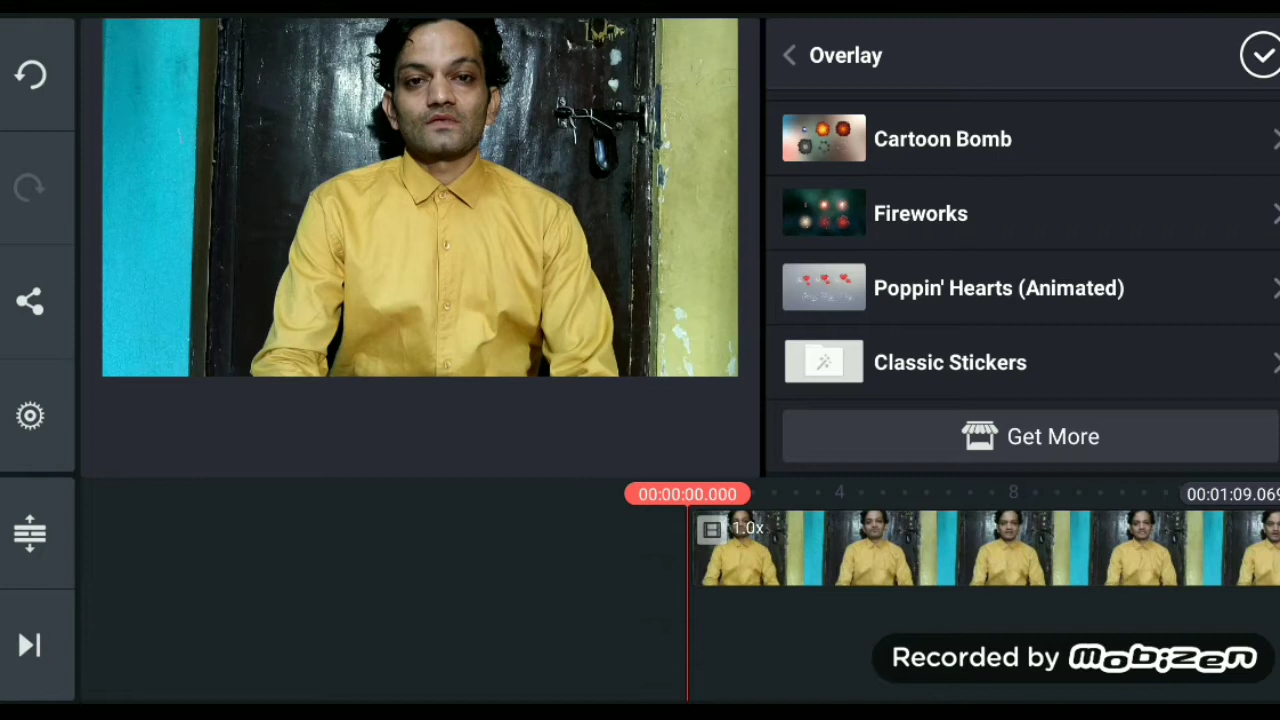 Overlay
Cartoon Bomb
Fireworks
Poppin' Hearts (Animated)
Classic Stickers
Get More
00:00:00.000
4
8
00:01:09.069
1.0x
Recorded by mobizen